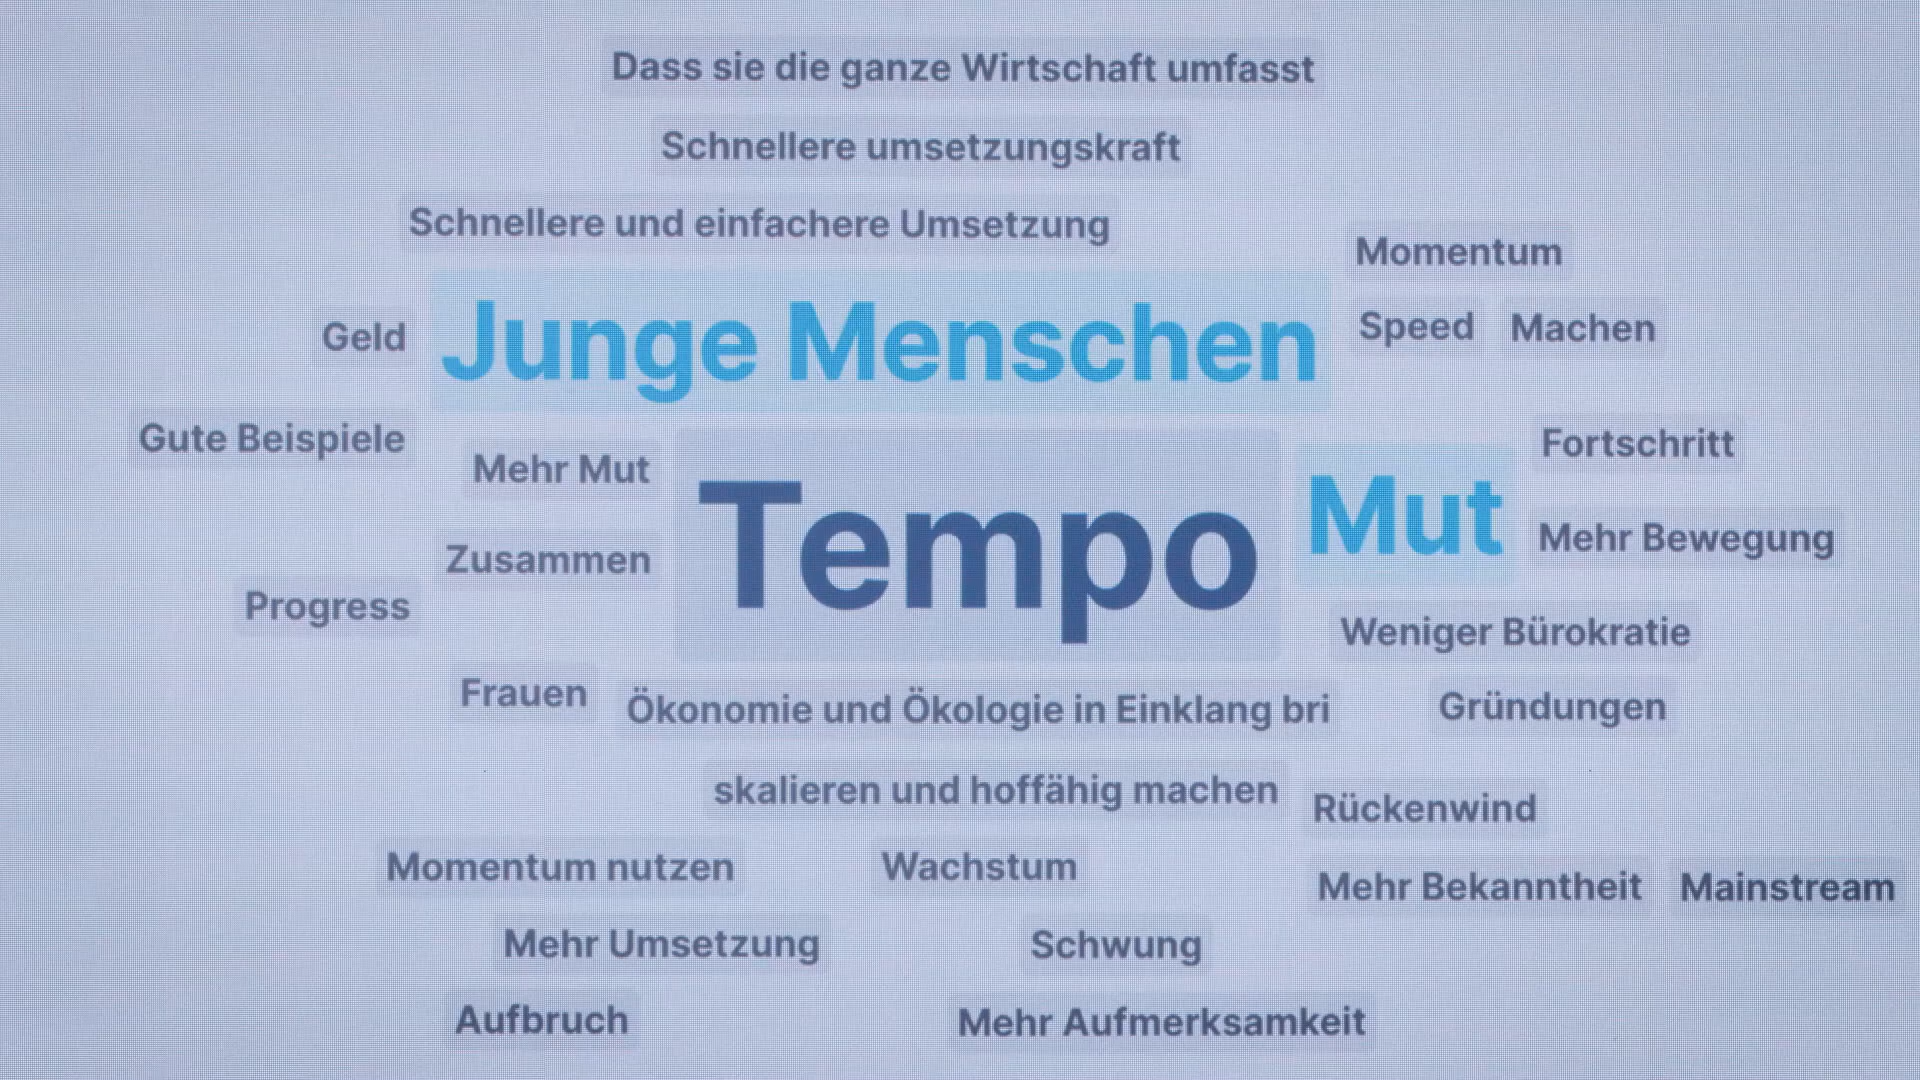 Dass sie die ganze Wirtschaft umfasst
Schnellere umsetzungskraft
Schnellere und einfachere Umsetzung
Momentum
Geld
Junge Menschen
Speed
Machen
Gute Beispiele
Mehr Mut
Tempo
Mut
Fortschritt
Mehr Bewegung
Zusammen
Progress
Weniger Bürokratie
Frauen
Ökonomie und Ökologie in Einklang bri
Gründungen
skalieren und hoffähig machen
Rückenwind
Momentum nutzen
Wachstum
Mehr Bekanntheit
Mainstream
Mehr Umsetzung
Schwung
Aufbruch
Mehr Aufmerksamkeit